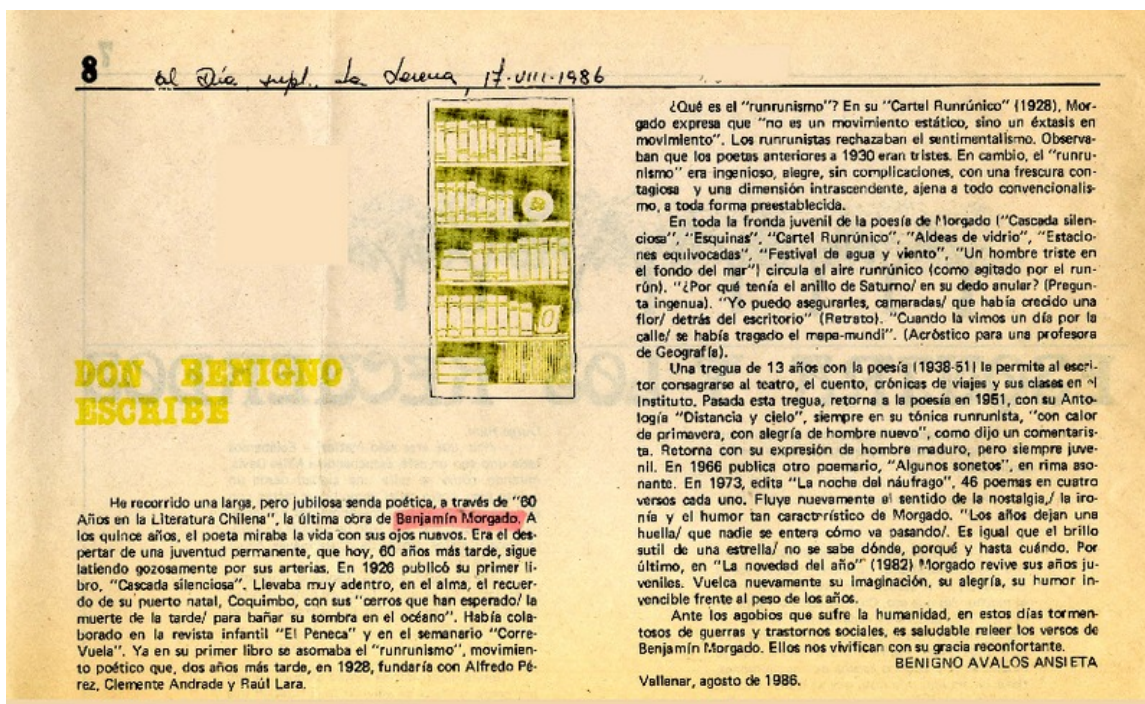 8
al Día, supl., La Serena, 17-VIII-1986
DON BENIGNO
ESCRIBE
He recorrido una larga, pero jubilosa senda poética, a través de "60
Años en la Literatura Chilena", la última obra de Benjamín Morgado. A
los quince años, el poeta miraba la vida con sus ojos nuevos. Era el des-
pertar de una juventud permanente, que hoy, 60 años más tarde, sigue
latiendo gozosamente por sus arterias. En 1926 publicó su primer li-
bro, "Cascada silenciosa". Llevaba muy adentro, en el alma, el recuer-
do de su puerto natal, Coquimbo, con sus "cerros que han esperado/ la
muerte de la tarde/ para bañar su sombra en el océano". Había cola-
borado en la revista infantil "El Peneca" y en el semanario "Corre-
Vuela". Ya en su primer libro se asomaba el "runrunismo", movimien-
to poético que, dos años más tarde, en 1928, fundaría con Alfredo Pé-
rez, Clemente Andrade y Raúl Lara.
¿Qué es el "runrunismo"? En su "Cartel Runrúnico" (1928), Mor-
gado expresa que "no es un movimiento estático, sino un éxtasis en
movimiento". Los runrunistas rechazaban el sentimentalismo. Observa-
ban que los poetas anteriores a 1930 eran tristes. En cambio, el "runru-
nismo" era ingenioso, alegre, sin complicaciones, con una frescura con-
tagiosa y una dimensión intrascendente, ajena a todo convencionalis-
mo, a toda forma preestablecida.
En toda la fronda juvenil de la poesía de Morgado ("Cascada silen-
ciosa", "Esquinas", "Cartel Runrúnico", "Aldeas de vidrio", "Estacio-
nes equivocadas", "Festival de agua y viento", "Un hombre triste en
el fondo del mar") circula el aire runrúnico (como agitado por el run-
rún). "¿Por qué tenía el anillo de Saturno/ en su dedo anular? (Pregun-
ta ingenua). "Yo puedo asegurarles, camaradas/ que había crecido una
flor/ detrás del escritorio" (Retrato). "Cuando la vimos un día por la
calle/ se había tragado el mapa-mundi". (Acróstico para una profesora
de Geografía).
Una tregua de 13 años con la poesía (1938-51) le permite al escri-
tor consagrarse al teatro, el cuento, crónicas de viajes y sus clases en el
Instituto. Pasada esta tregua, retorna a la poesía en 1951, con su Anto-
logía "Distancia y cielo", siempre en su tónica runrunista, "con calor
de primavera, con alegría de hombre nuevo", como dijo un comentaris-
ta. Retorna con su expresión de hombre maduro, pero siempre juve-
nil. En 1966 publica otro poemario, "Algunos sonetos", en rima aso-
nante. En 1973, edita "La noche del náufrago", 46 poemas en cuatro
versos cada uno. Fluye nuevamente el sentido de la nostalgia,/ la iro-
nía y el humor tan característico de Morgado. "Los años dejan una
huella/ que nadie se entera cómo va pasando/. Es igual que el brillo
sutil de una estrella/ no se sabe dónde, porqué y hasta cuándo. Por
último, en "La novedad del año" (1982) Morgado revive sus años ju-
veniles. Vuelca nuevamente su imaginación, su alegría, su humor in-
vencible frente al peso de los años.
Ante los agobios que sufre la humanidad, en estos días tormen-
tosos de guerras y trastornos sociales, es saludable releer los versos de
Benjamín Morgado. Ellos nos vivifican con su gracia reconfortante.
BENIGNO AVALOS ANSIETA
Vallenar, agosto de 1986.